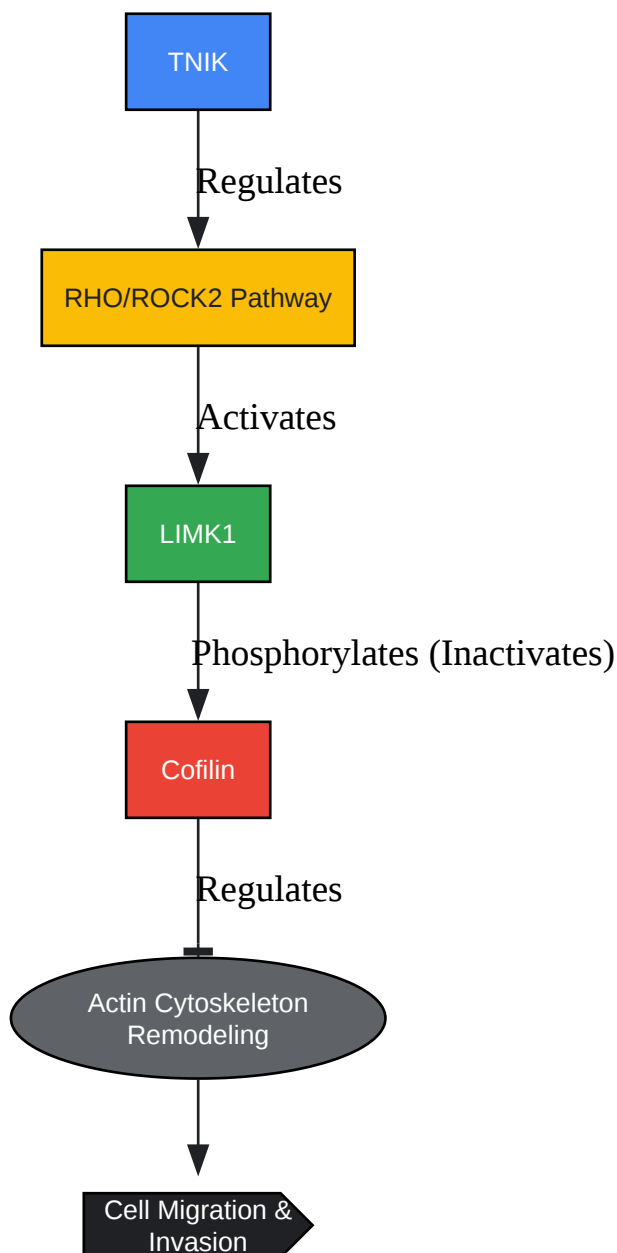 TNIK
Regulates
RHO/ROCK2 Pathway
Activates
LIMK1
Phosphorylates (Inactivates)
Cofilin
Regulates
Actin Cytoskeleton
Remodeling
Cell Migration &
Invasion